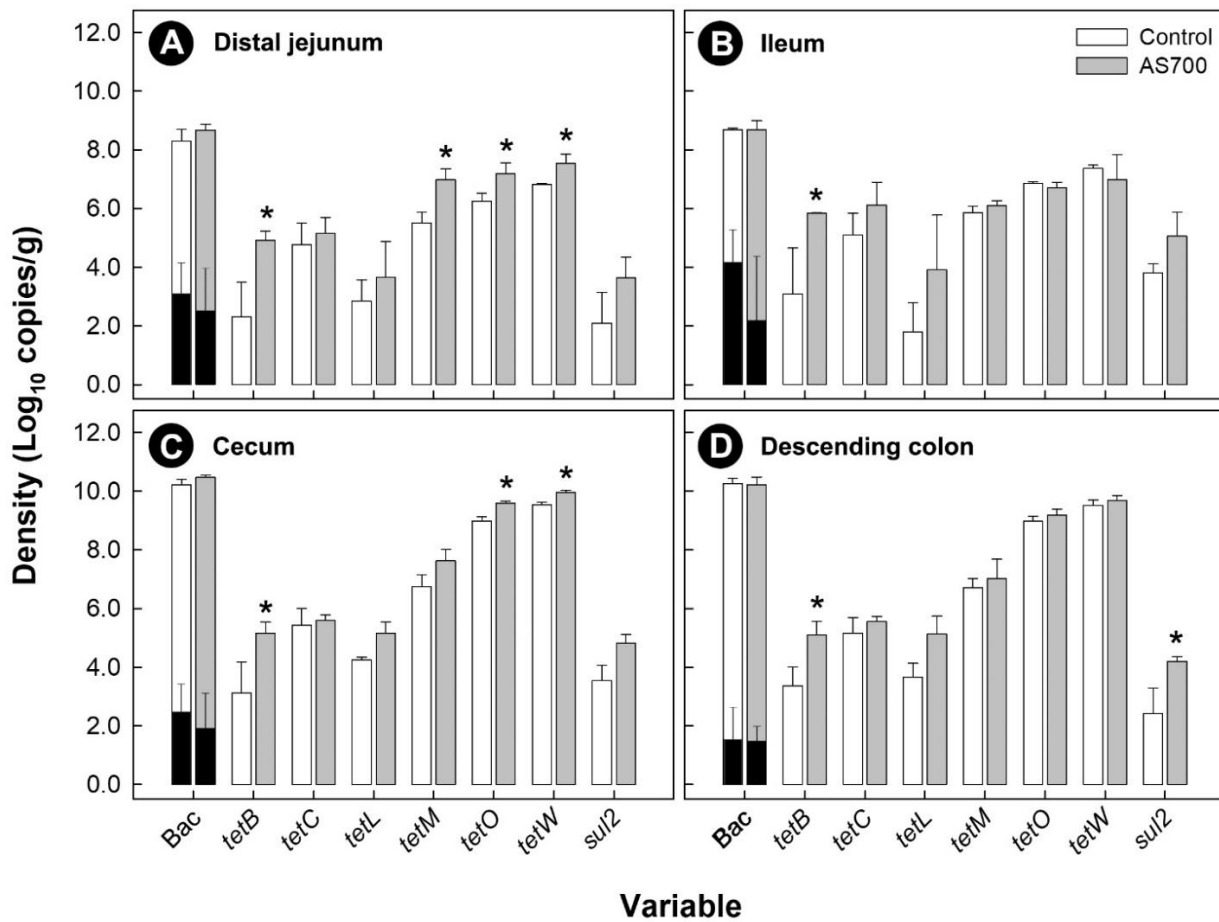 Density (Log₁₀ copies/g)
12.0
10.0
8.0
6.0
4.0
2.0
0.0
A Distal jejunum
* * * *
B Ileum
Control
AS700
*
12.0
10.0
8.0
6.0
4.0
2.0
0.0
C Cecum
* * *
D Descending colon
* *
Bac tetB tetC tetL tetM tetO tetW sul2
Bac tetB tetC tetL tetM tetO tetW sul2
Variable